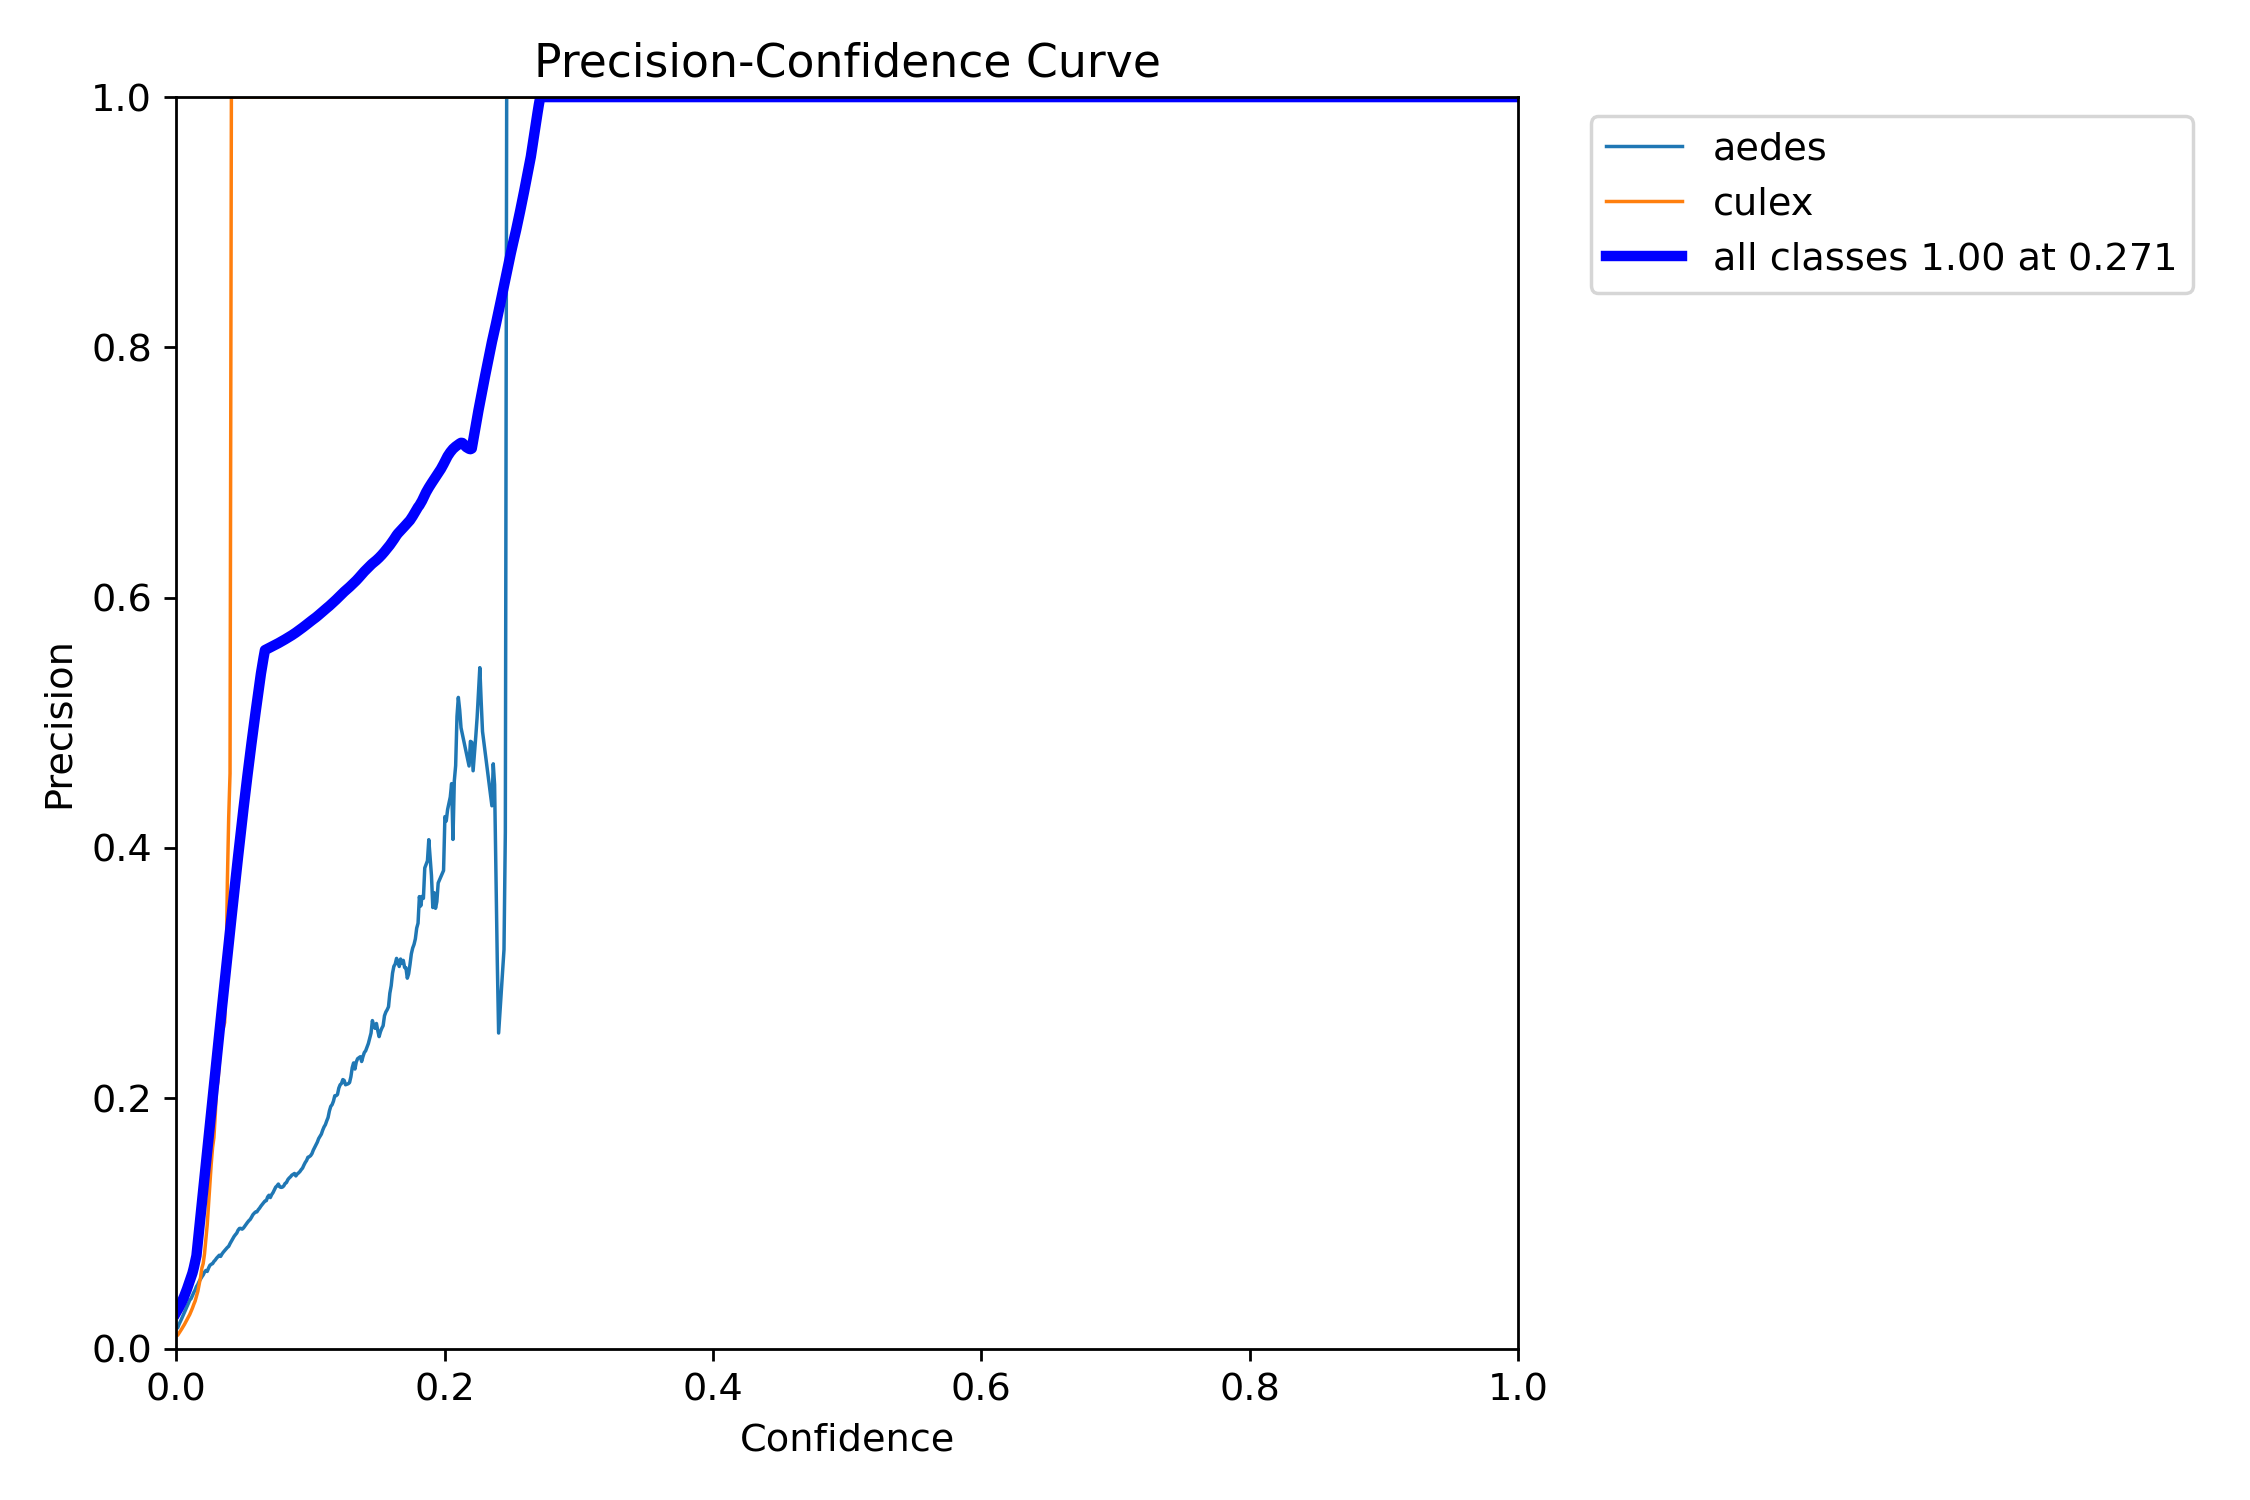 Precision-Confidence Curve
1.0
0.8
0.6
0.4
0.2
0.0
Precision
0.0 0.2 0.4 0.6 0.8 1.0
Confidence
aedes
culex
all classes 1.00 at 0.271